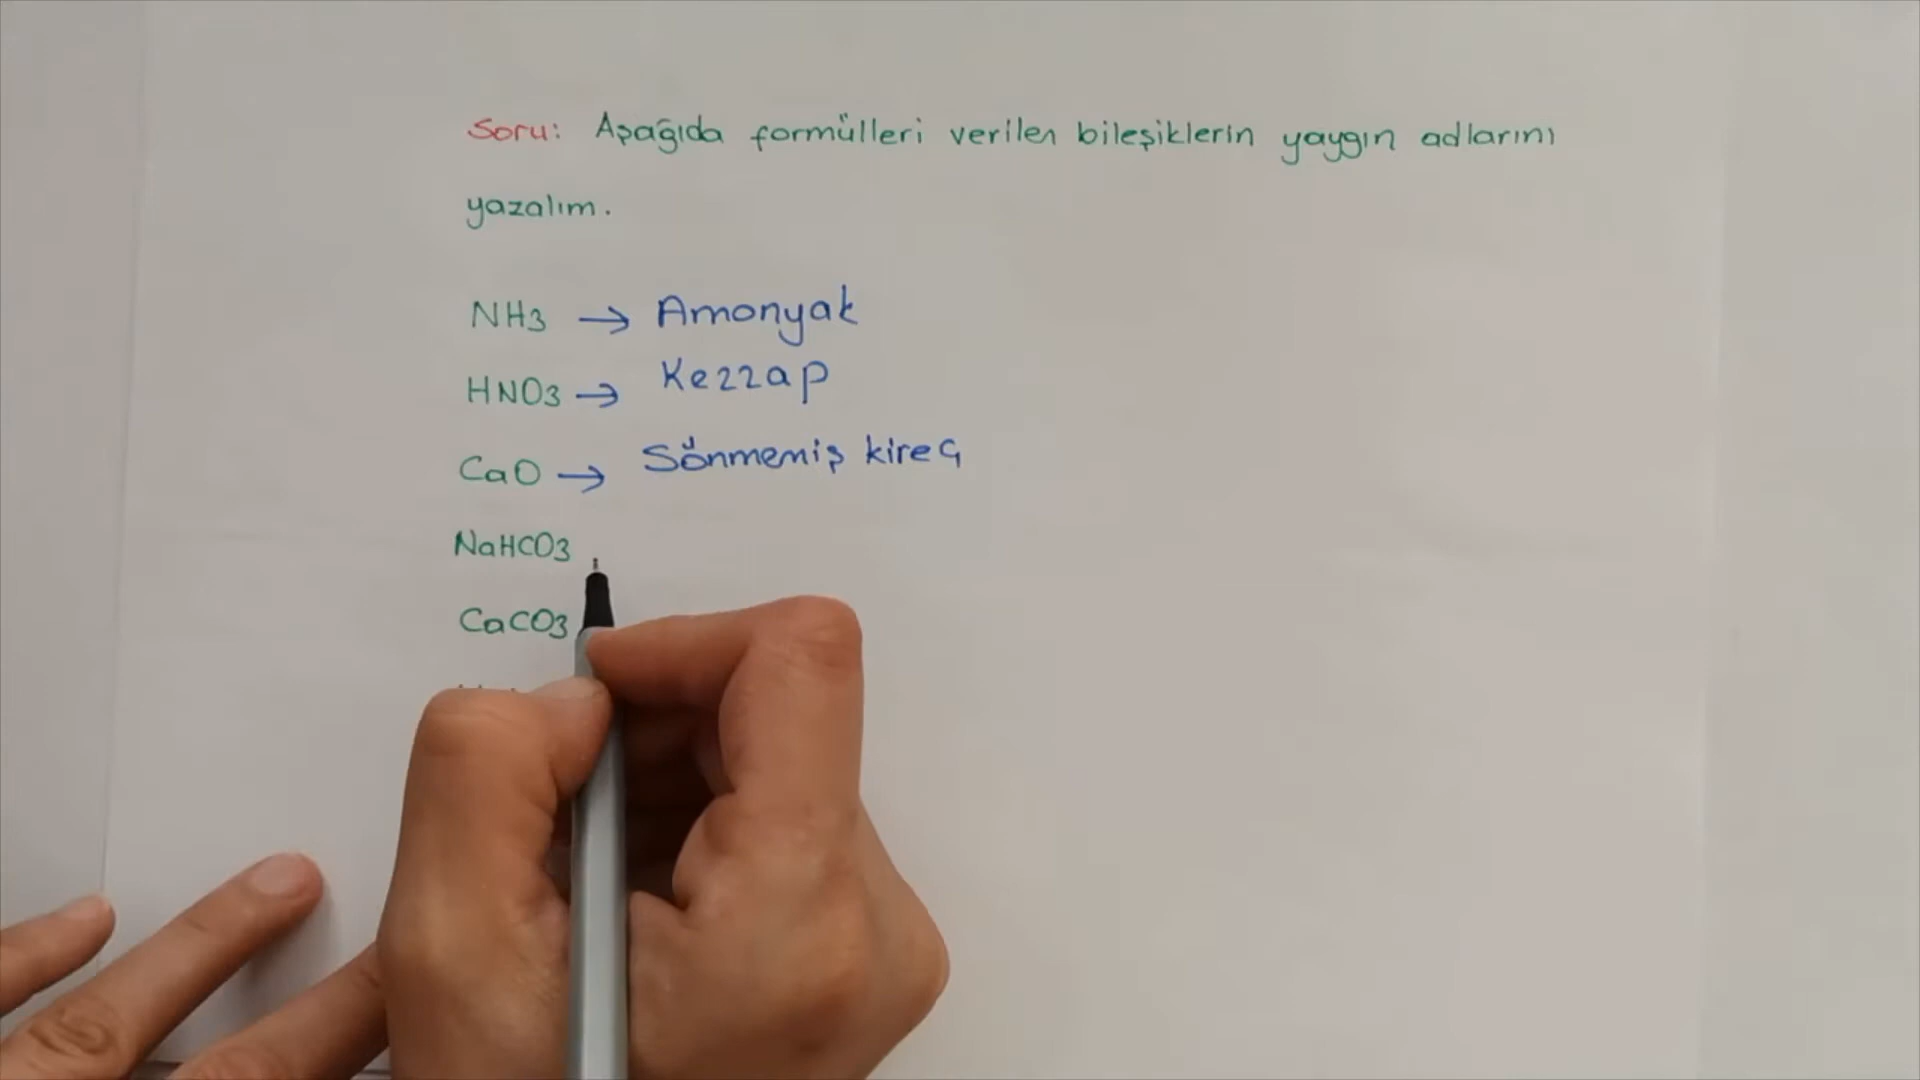 Soru: Aşağıda formülleri verilen bileşiklerin yaygın adlarını
yazalım.
NH3 → Amonyak
HNO3 → Kezzap
CaO → Sönmemiş kireç
NaHCO3
CaCO3